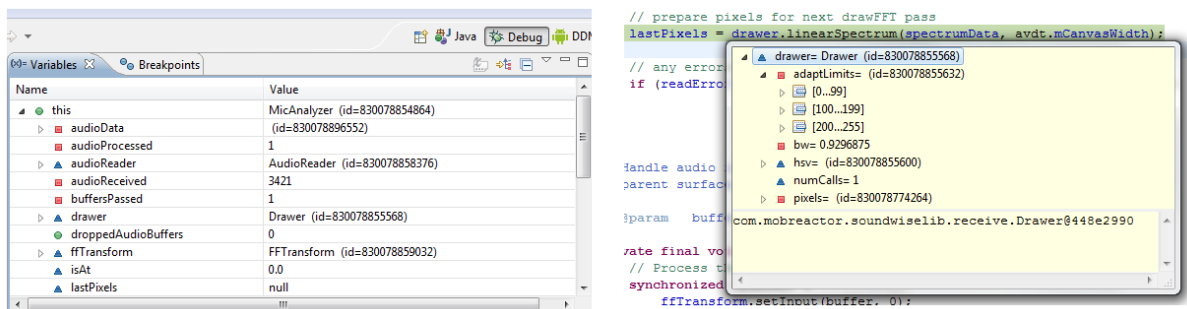 Java Debug DDM
(x)= Variables Breakpoints
Name Value
this MicAnalyzer (id=830078854864)
audioData (id=830078896552)
audioProcessed 1
audioReader AudioReader (id=830078858376)
audioReceived 3421
buffersPassed 1
drawer Drawer (id=830078855568)
droppedAudioBuffers 0
ffTransform FFTransform (id=830078859032)
isAt 0.0
lastPixels null
// prepare pixels for next drawFFT pass
lastPixels = drawer.linearSpectrum(spectrumData, avdt.mCanvasWidth);
drawer= Drawer (id=830078855568)
// any error
adaptLimits= (id=830078855632)
if (readErro
[0...99]
[100...199]
[200...255]
bw= 0.9296875
Handle audio
hsv= (id=830078855600)
parent surfac
numCalls= 1
pixels= (id=830078774264)
@param buffe
com.mobreactor.soundwiselib.receive.Drawer@448e2990
vate final vo
// Process th
synchronized
ffTransform.setInput(buffer, 0);